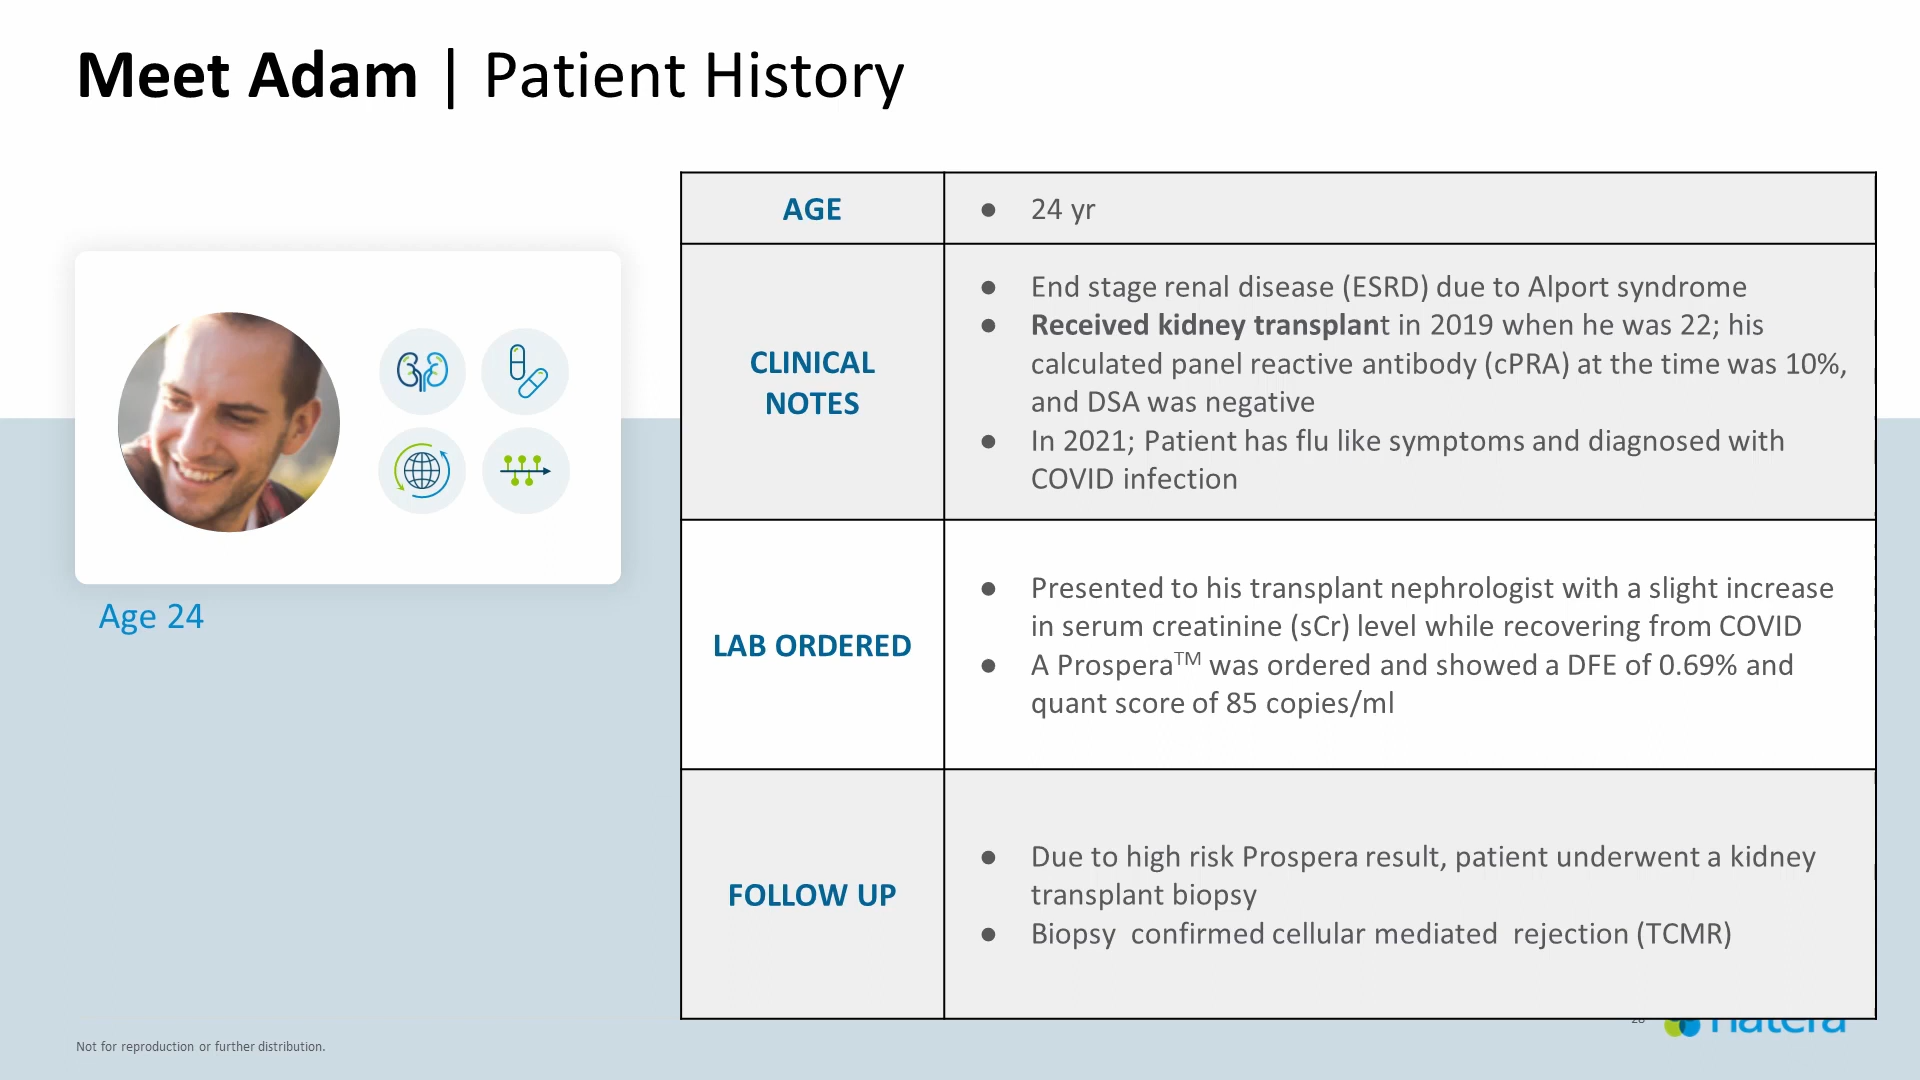 Meet Adam | Patient History
AGE
● 24 yr
CLINICAL
NOTES
● End stage renal disease (ESRD) due to Alport syndrome
● Received kidney transplant in 2019 when he was 22; his
calculated panel reactive antibody (cPRA) at the time was 10%,
and DSA was negative
● In 2021; Patient has flu like symptoms and diagnosed with
COVID infection
Age 24
LAB ORDERED
● Presented to his transplant nephrologist with a slight increase
in serum creatinine (sCr) level while recovering from COVID
● A Prospera™ was ordered and showed a DFE of 0.69% and
quant score of 85 copies/ml
FOLLOW UP
● Due to high risk Prospera result, patient underwent a kidney
transplant biopsy
● Biopsy  confirmed cellular mediated  rejection (TCMR)
natera
Not for reproduction or further distribution.